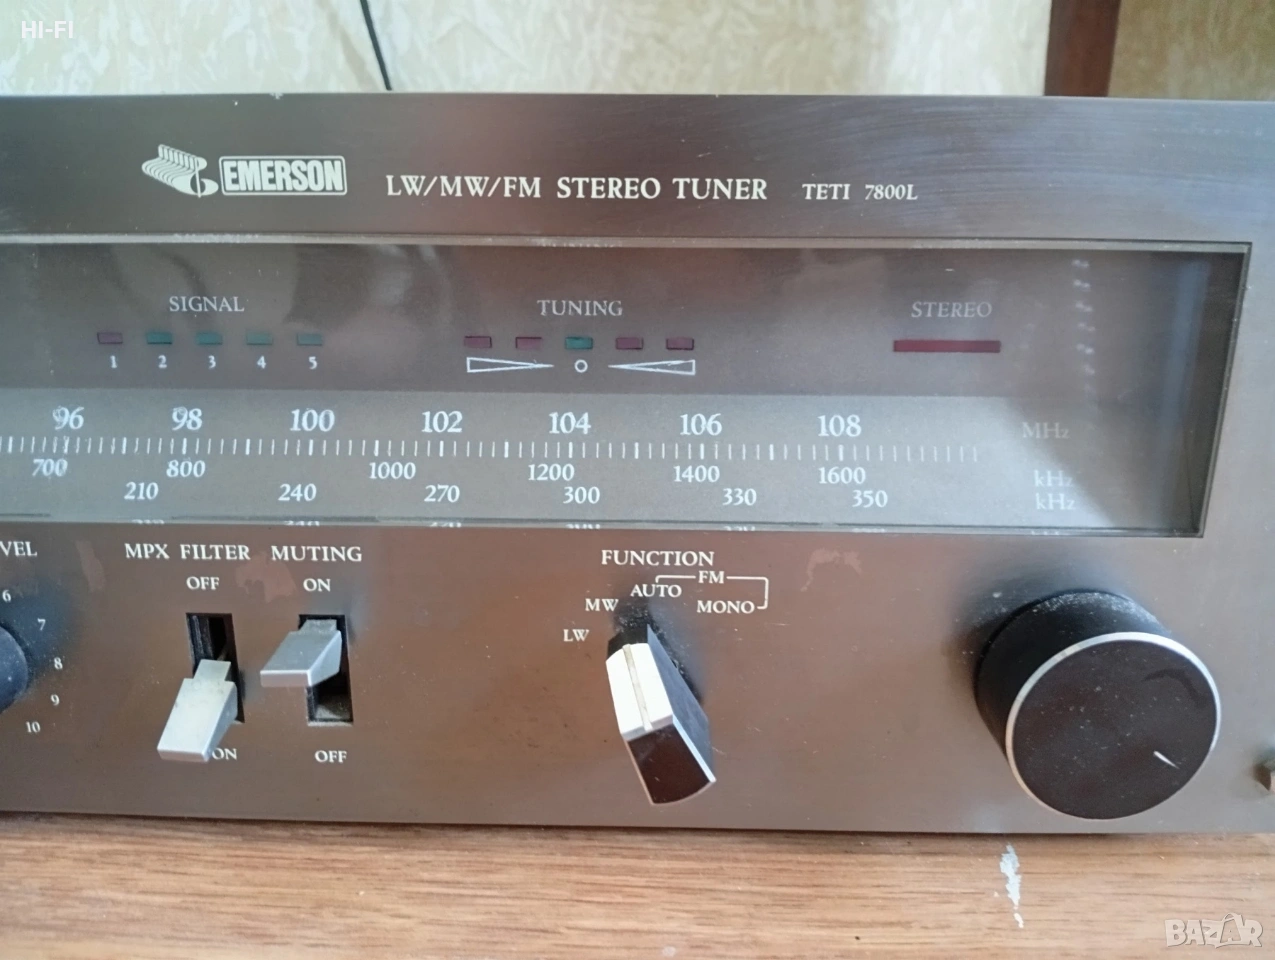 HI-FI
EMERSON LW/MW/FM STEREO TUNER TETI 7800L
SIGNAL TUNING STEREO
1 2 3 4 5
96 98 100 102 104 106 108 MHz
700 800 1000 1200 1400 1600 kHz
210 240 270 300 330 350 kHz
VEL MPX FILTER MUTING FUNCTION
OFF ON FM
AUTO
MW MONO
LW
6
7
8
9
10
ON OFF
BAZAR